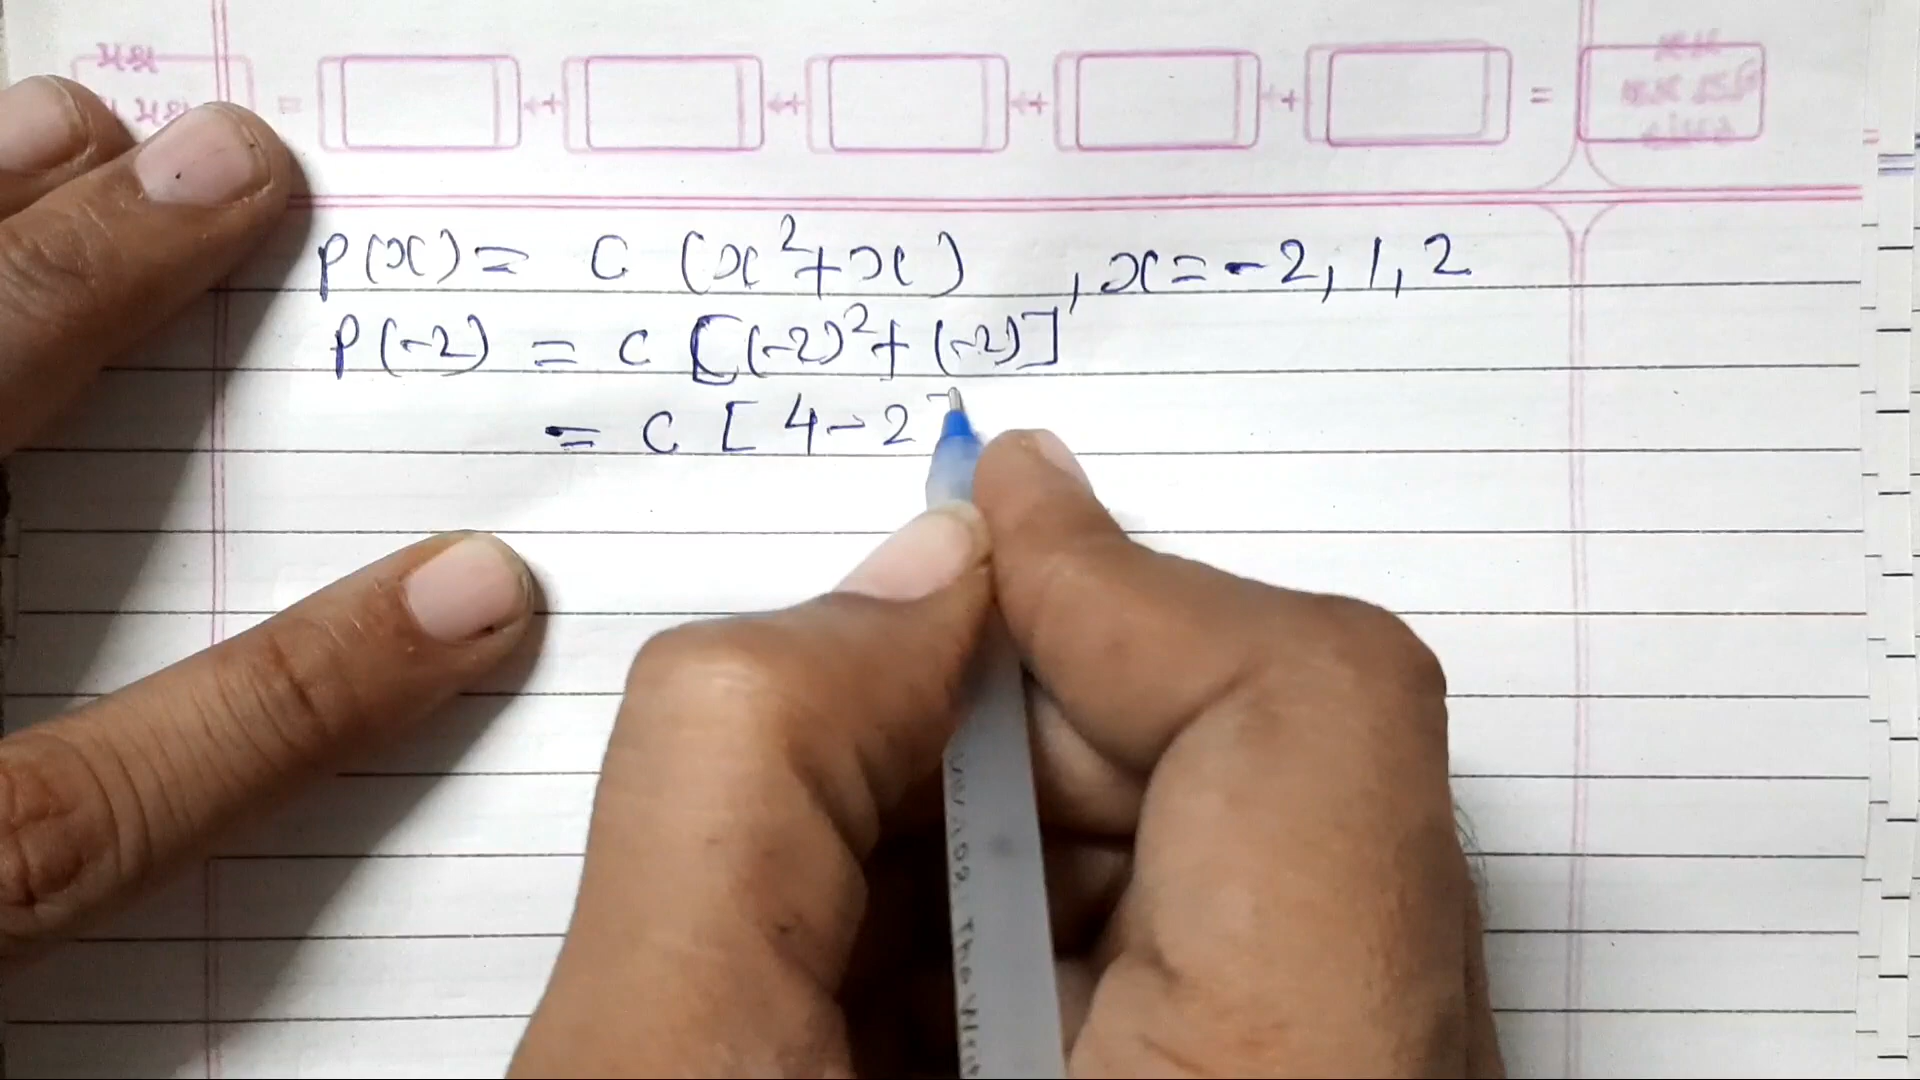 = ++ ++ ++ + =
P(x) = C (x²+x) , x = -2, 1, 2
P(-2) = C [(-2)²+(-2)]
= C [4-2